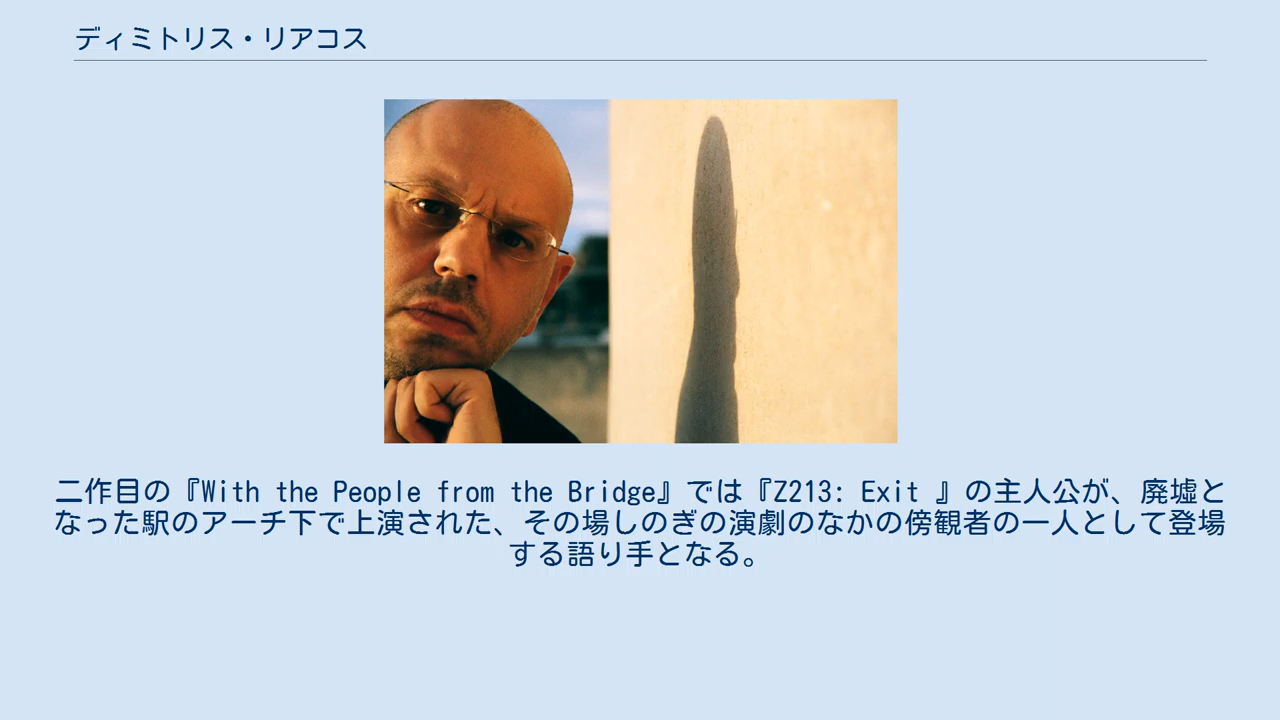 ディミトリス・リアコス
二作目の『With the People from the Bridge』では『Z213: Exit 』の主人公が、廃墟と
なった駅のアーチ下で上演された、その場しのぎの演劇のなかの傍観者の一人として登場
する語り手となる。